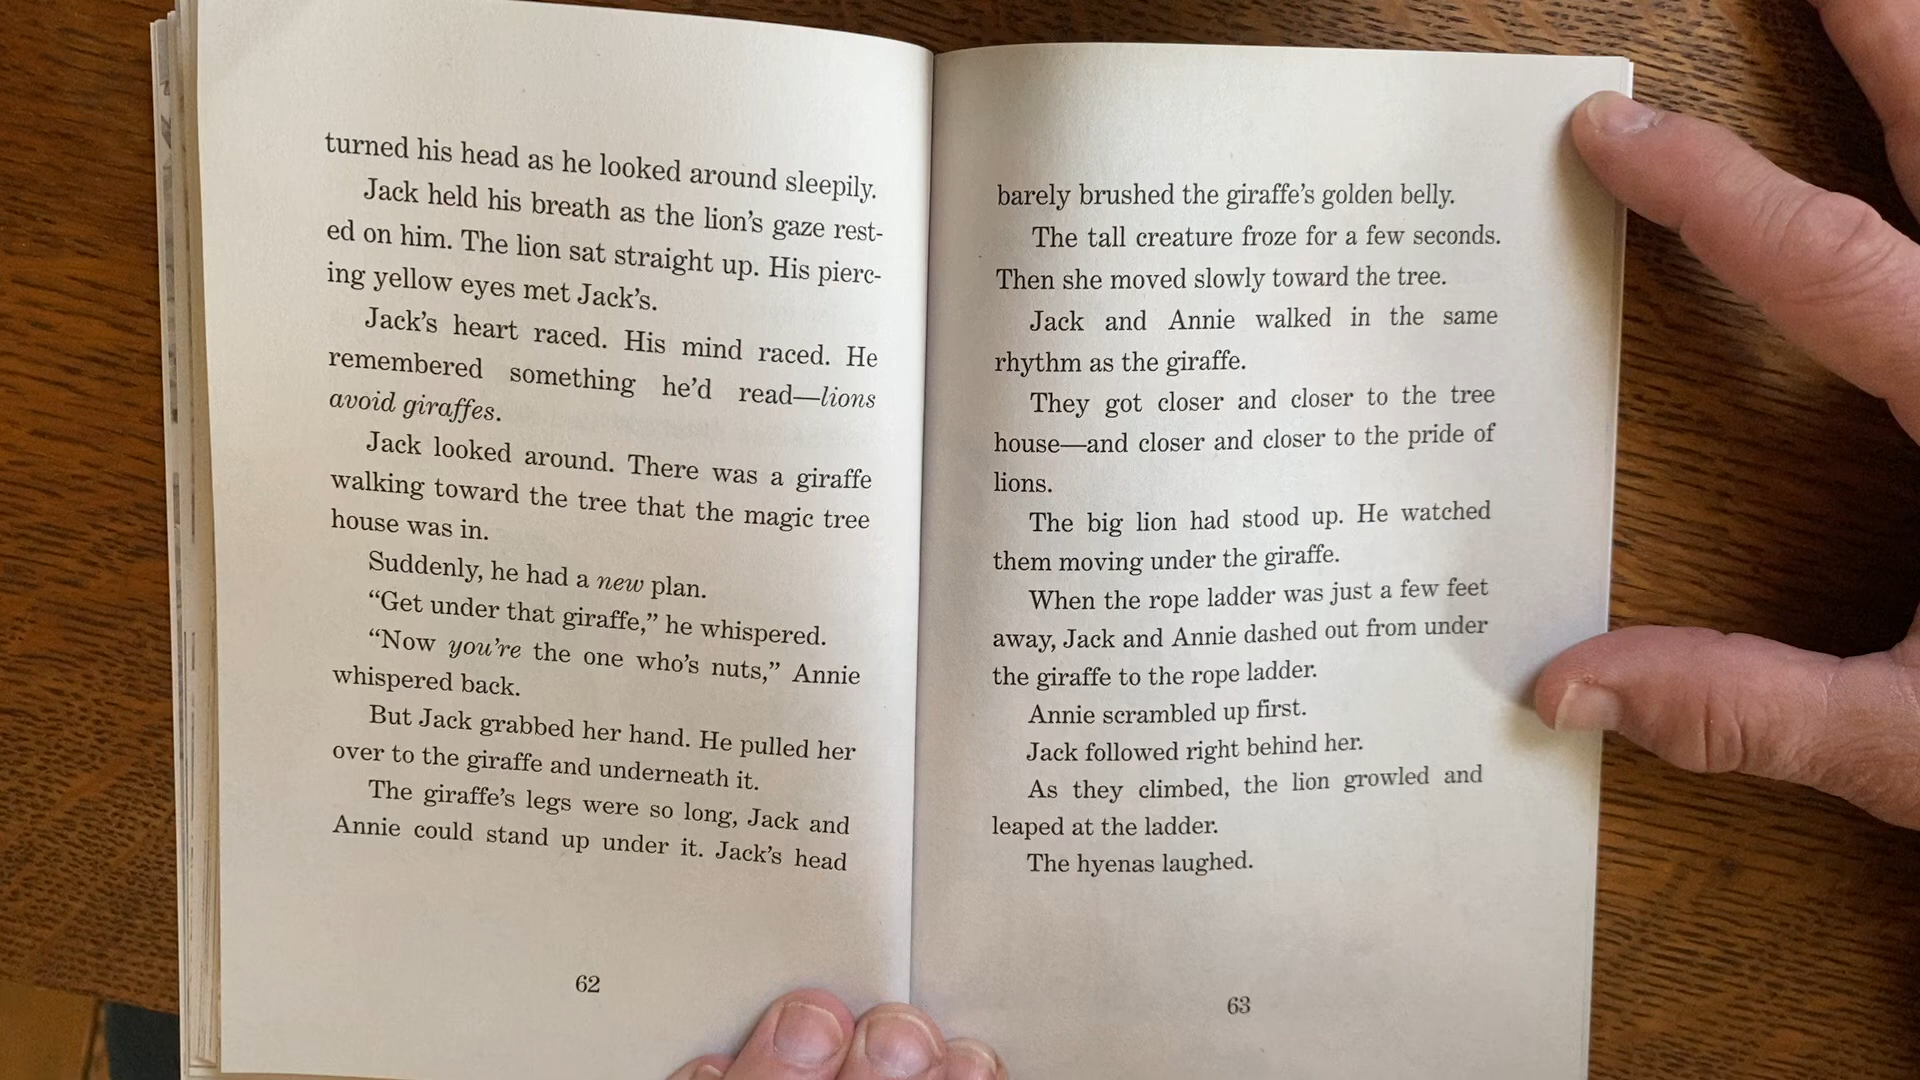 turned his head as he looked around sleepily.
Jack held his breath as the lion's gaze rest-
ed on him. The lion sat straight up. His pierc-
ing yellow eyes met Jack's.
Jack's heart raced. His mind raced. He
remembered something he'd read—lions
avoid giraffes.
Jack looked around. There was a giraffe
walking toward the tree that the magic tree
house was in.
Suddenly, he had a new plan.
“Get under that giraffe,” he whispered.
“Now you're the one who's nuts,” Annie
whispered back.
But Jack grabbed her hand. He pulled her
over to the giraffe and underneath it.
The giraffe's legs were so long, Jack and
Annie could stand up under it. Jack's head
62
barely brushed the giraffe's golden belly.
The tall creature froze for a few seconds.
Then she moved slowly toward the tree.
Jack and Annie walked in the same
rhythm as the giraffe.
They got closer and closer to the tree
house—and closer and closer to the pride of
lions.
The big lion had stood up. He watched
them moving under the giraffe.
When the rope ladder was just a few feet
away, Jack and Annie dashed out from under
the giraffe to the rope ladder.
Annie scrambled up first.
Jack followed right behind her.
As they climbed, the lion growled and
leaped at the ladder.
The hyenas laughed.
63